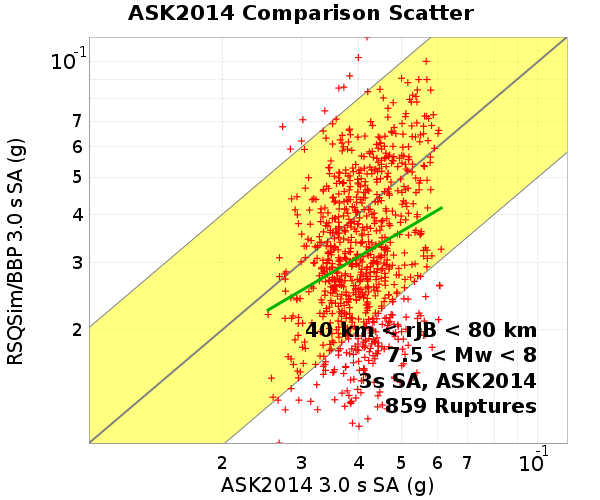 ASK2014 Comparison Scatter
RSQSim/BBP 3.0 s SA (g)
10-1
7
6
5
4
3
2
40 km < rJB < 80 km
7.5 < Mw < 8
3s SA, ASK2014
859 Ruptures
2 3 4 5 6 7 10-1
ASK2014 3.0 s SA (g)